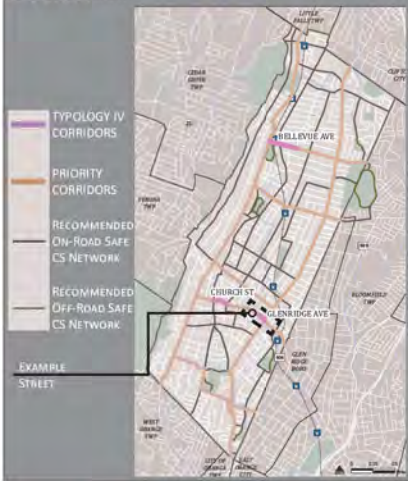 TYPOLOGY IV
CORRIDORS
PRIORITY
CORRIDORS
RECOMMENDED
ON-ROAD SAFE
CS NETWORK
RECOMMENDED
OFF-ROAD SAFE
CS NETWORK
EXAMPLE
STREET
LITTLE
FALLS TWP
CEDAR
GROVE
TWP
CLIFTON
CITY
BELLEVUE AVE
VERONA
TWP
CHURCH ST
GLENRIDGE AVE
BLOOMFIELD
TWP
GLEN
RIDGE
BORO
WEST
ORANGE
TWP
CITY OF
ORANGE
TWP
EAST
ORANGE
CITY